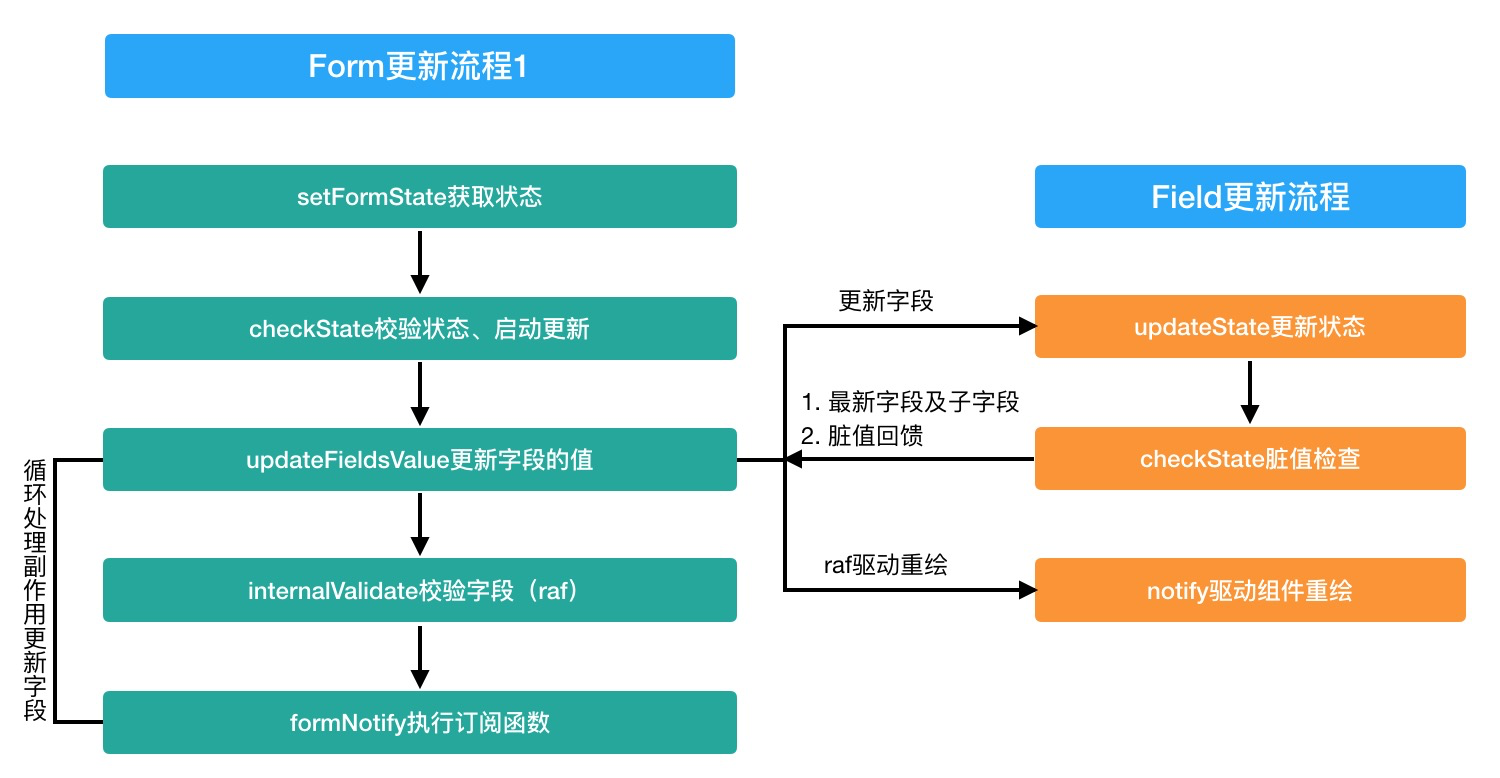 Form更新流程1
setFormState获取状态
Field更新流程
checkState校验状态、启动更新
更新字段
updateState更新状态
1. 最新字段及子字段
2. 脏值回馈
updateFieldsValue更新字段的值
checkState脏值检查
循环处理副作用更新字段
raf驱动重绘
internalValidate校验字段（raf）
notify驱动组件重绘
formNotify执行订阅函数